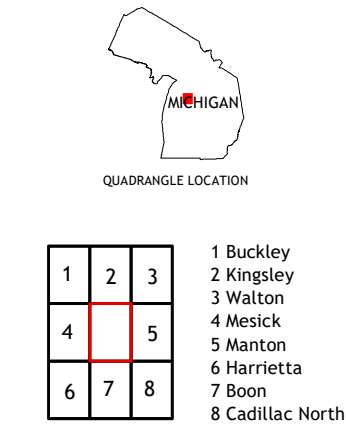 MICHIGAN
QUADRANGLE LOCATION
1 2 3
4 5
6 7 8
1 Buckley
2 Kingsley
3 Walton
4 Mesick
5 Manton
6 Harrietta
7 Boon
8 Cadillac North